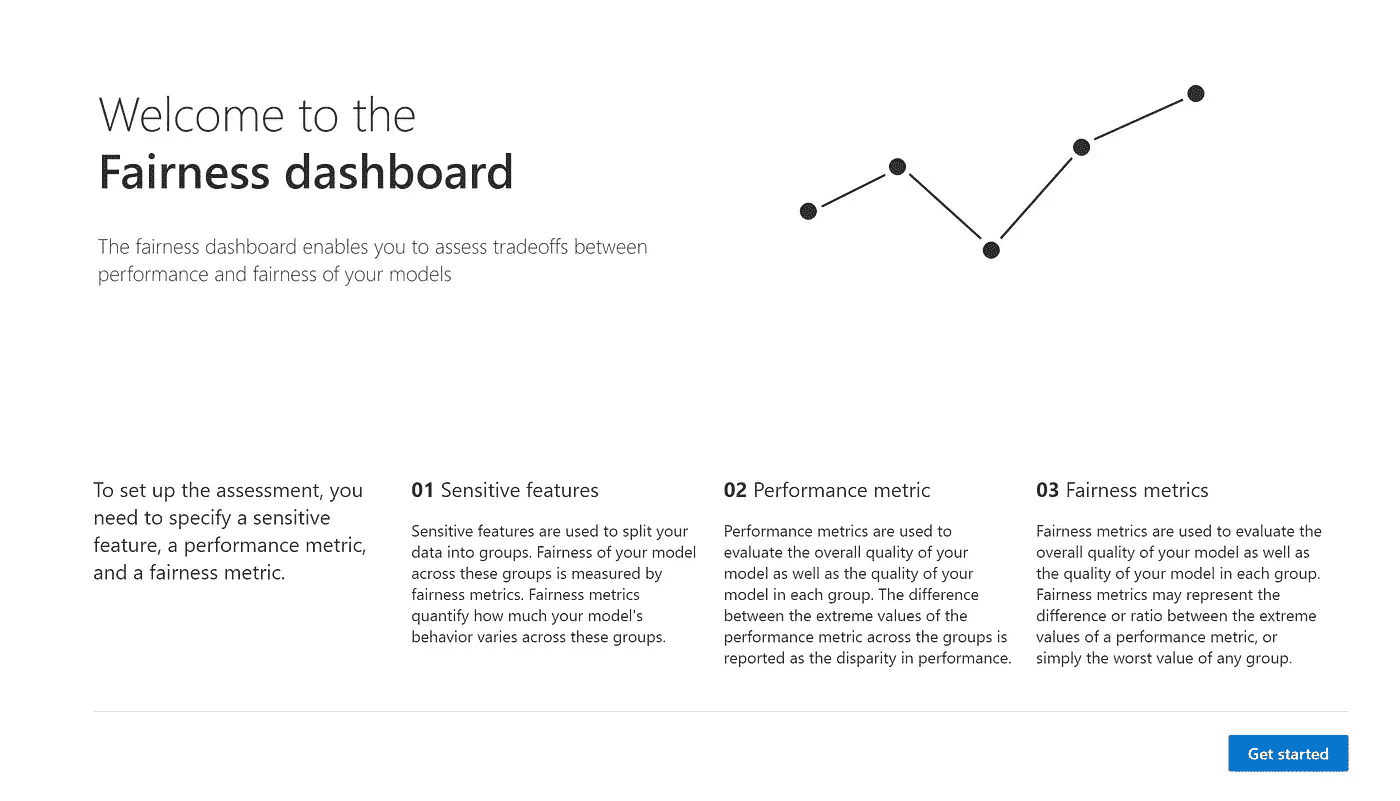 Welcome to the
Fairness dashboard
The fairness dashboard enables you to assess tradeoffs between
performance and fairness of your models
To set up the assessment, you
need to specify a sensitive
feature, a performance metric,
and a fairness metric.
01 Sensitive features
Sensitive features are used to split your
data into groups. Fairness of your model
across these groups is measured by
fairness metrics. Fairness metrics
quantify how much your model's
behavior varies across these groups.
02 Performance metric
Performance metrics are used to
evaluate the overall quality of your
model as well as the quality of your
model in each group. The difference
between the extreme values of the
performance metric across the groups is
reported as the disparity in performance.
03 Fairness metrics
Fairness metrics are used to evaluate the
overall quality of your model as well as
the quality of your model in each group.
Fairness metrics may represent the
difference or ratio between the extreme
values of a performance metric, or
simply the worst value of any group.
Get started